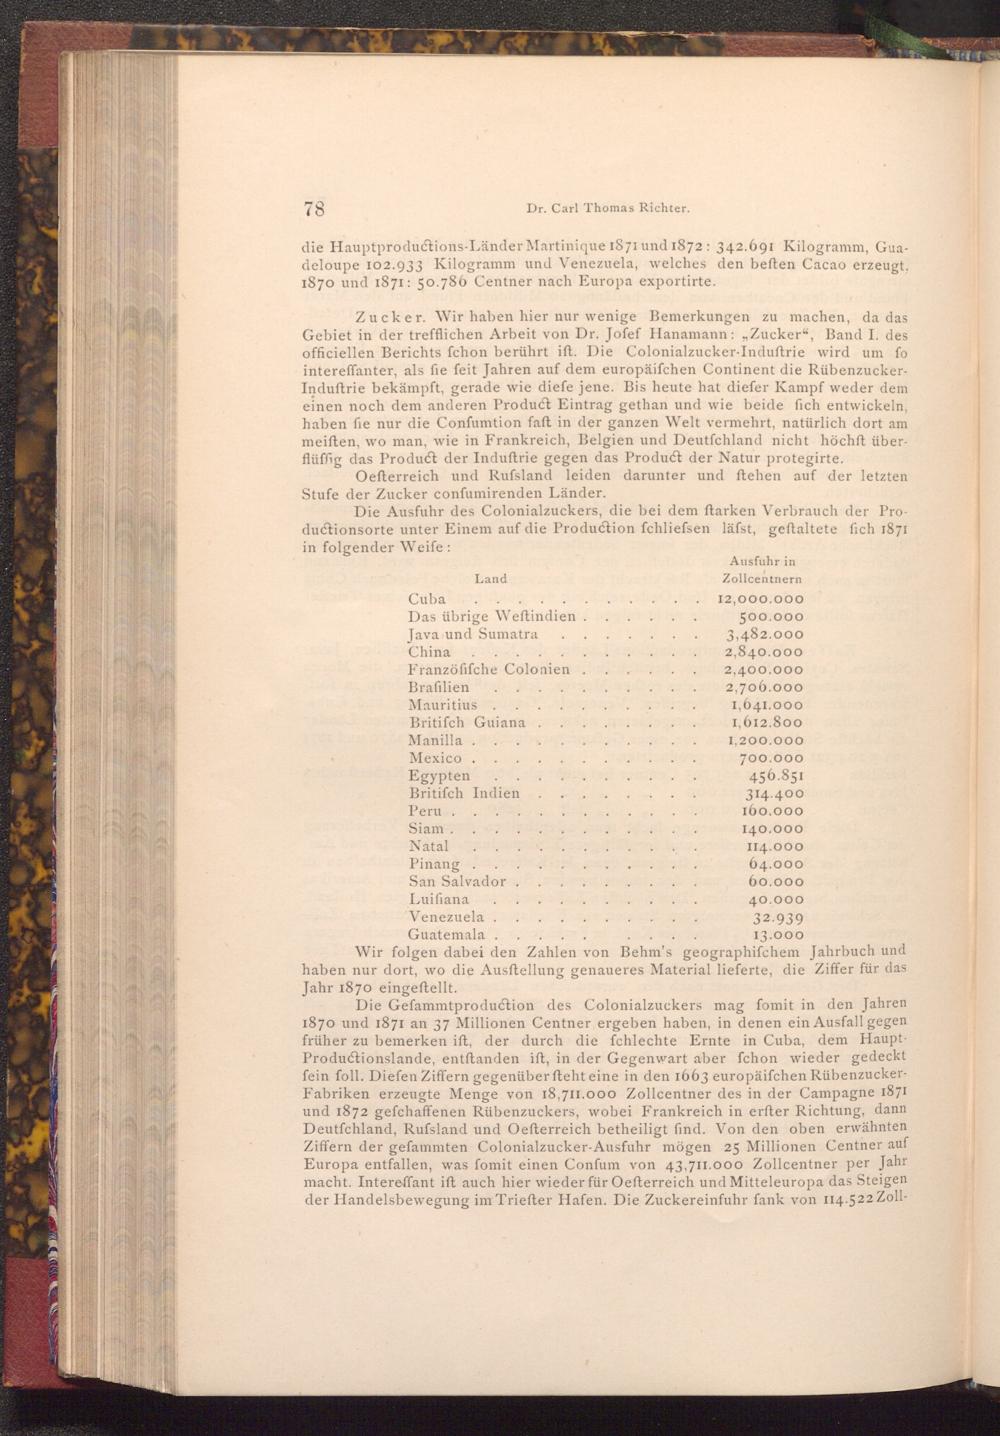 78
Dr. Carl Thomas Richter.
die Hauptproductions-Länder Martinique 1871 und 1872: 342.691 Kilogramm, Gua-
deloupe 102.933 Kilogramm und Venezuela, welches den beſten Cacao erzeugt,
1870 und 1871: 50.786 Centner nach Europa exportirte.
Zucker. Wir haben hier nur wenige Bemerkungen zu machen, da das
Gebiet in der trefflichen Arbeit von Dr. Joſef Hanamann: „Zucker“, Band I. des
officiellen Berichts ſchon berührt iſt. Die Colonialzucker-Induſtrie wird um ſo
intereſſanter, als ſie ſeit Jahren auf dem europäiſchen Continent die Rübenzucker-
Induſtrie bekämpft, gerade wie dieſe jene. Bis heute hat dieſer Kampf weder dem
einen noch dem anderen Product Eintrag gethan und wie beide ſich entwickeln,
haben ſie nur die Conſumtion faſt in der ganzen Welt vermehrt, natürlich dort am
meiſten, wo man, wie in Frankreich, Belgien und Deutſchland nicht höchſt über-
flüſſig das Product der Induſtrie gegen das Product der Natur protegirte.
Oeſterreich und Ruſsland leiden darunter und ſtehen auf der letzten
Stufe der Zucker conſumirenden Länder.
Die Ausfuhr des Colonialzuckers, die bei dem ſtarken Verbrauch der Pro-
ductionsorte unter Einem auf die Production ſchlieſsen läſst, geſtaltete ſich 1871
in folgender Weiſe:
Land Ausfuhr in Zollcentnern
Cuba . . . . . . . . . . . 12,000.000
Das übrige Weſtindien . . . . . . 500.000
Java und Sumatra . . . . . . . 3,482.000
China . . . . . . . . . . . 2,840.000
Franzöſiſche Colonien . . . . . . 2,400.000
Braſilien . . . . . . . . . . 2,706.000
Mauritius . . . . . . . . . . 1,641.000
Britiſch Guiana . . . . . . . . 1,612.800
Manilla . . . . . . . . . . . 1,200.000
Mexico . . . . . . . . . . . 700.000
Egypten . . . . . . . . . . 456.851
Britiſch Indien . . . . . . . . 314.400
Peru . . . . . . . . . . . . 160.000
Siam . . . . . . . . . . . . 140.000
Natal . . . . . . . . . . . 114.000
Pinang . . . . . . . . . . . 64.000
San Salvador . . . . . . . . . 60.000
Luiſiana . . . . . . . . . . 40.000
Venezuela . . . . . . . . . . 32.939
Guatemala . . . . . . . . . 13.000
Wir folgen dabei den Zahlen von Behm's geographiſchem Jahrbuch und
haben nur dort, wo die Ausſtellung genaueres Material lieferte, die Ziffer für das
Jahr 1870 eingeſtellt.
Die Geſammtproduction des Colonialzuckers mag ſomit in den Jahren
1870 und 1871 an 37 Millionen Centner ergeben haben, in denen ein Ausfall gegen
früher zu bemerken iſt, der durch die ſchlechte Ernte in Cuba, dem Haupt-
Productionslande, entſtanden iſt, in der Gegenwart aber ſchon wieder gedeckt
ſein ſoll. Dieſen Ziffern gegenüber ſteht eine in den 1663 europäiſchen Rübenzucker-
Fabriken erzeugte Menge von 18,711.000 Zollcentner des in der Campagne 1871
und 1872 geſchaffenen Rübenzuckers, wobei Frankreich in erſter Richtung, dann
Deutſchland, Ruſsland und Oeſterreich betheiligt ſind. Von den oben erwähnten
Ziffern der geſammten Colonialzucker-Ausfuhr mögen 25 Millionen Centner auf
Europa entfallen, was ſomit einen Conſum von 43,711.000 Zollcentner per Jahr
macht. Intereſſant iſt auch hier wieder für Oeſterreich und Mitteleuropa das Steigen
der Handelsbewegung im Trieſter Hafen. Die Zuckereinfuhr ſank von 114.522 Zoll-